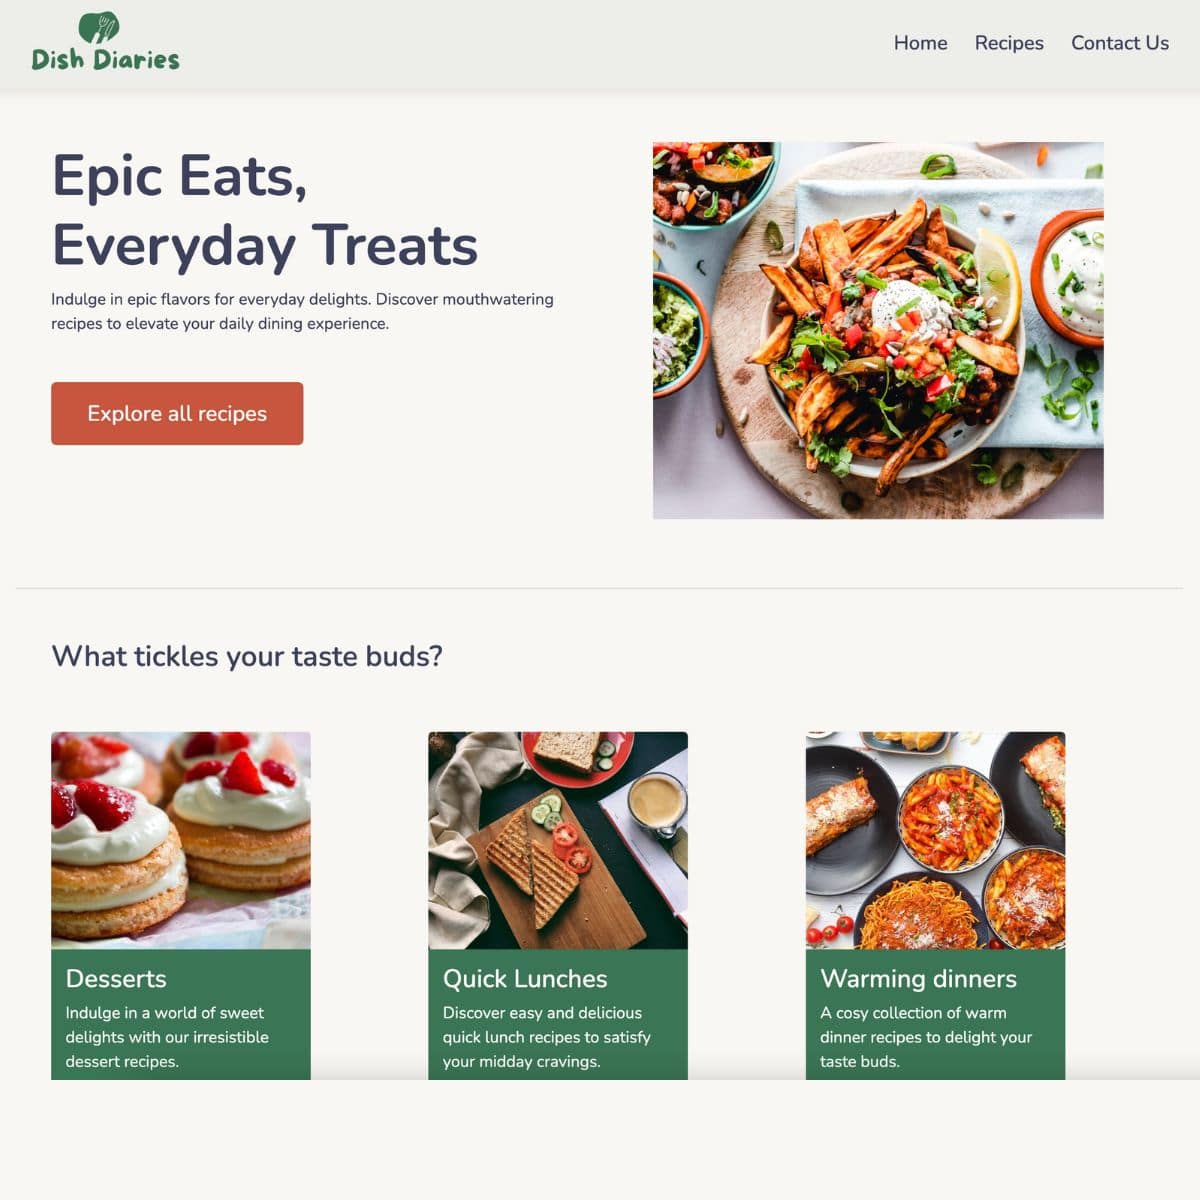 Dish Diaries
Home
Recipes
Contact Us
Epic Eats,
Everyday Treats
Indulge in epic flavors for everyday delights. Discover mouthwatering
recipes to elevate your daily dining experience.
Explore all recipes
What tickles your taste buds?
Desserts
Indulge in a world of sweet
delights with our irresistible
dessert recipes.
Quick Lunches
Discover easy and delicious
quick lunch recipes to satisfy
your midday cravings.
Warming dinners
A cosy collection of warm
dinner recipes to delight your
taste buds.